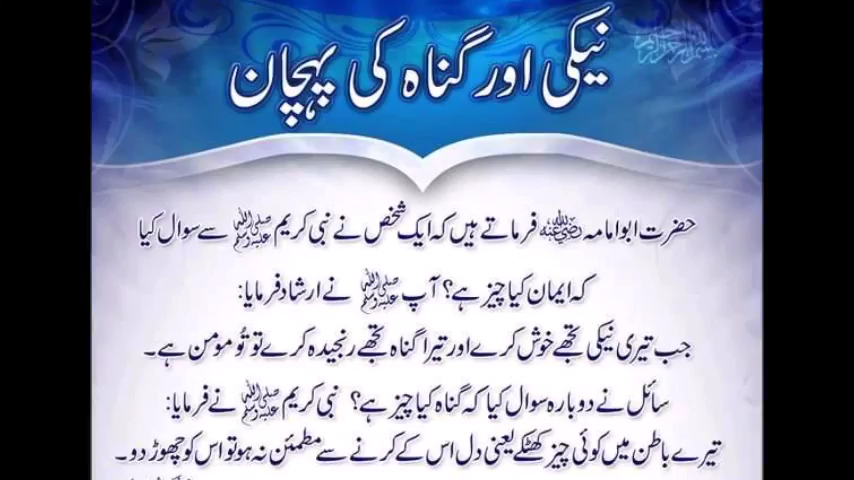 نیکی اور گناہ کی پہچان
حضرت ابو امامہ رضی اللہ عنہ فرماتے ہیں کہ ایک شخص نے نبی کریم صلی اللہ علیہ وسلم سے سوال کیا
کہ ایمان کیا چیز ہے؟ آپ صلی اللہ علیہ وسلم نے ارشاد فرمایا:
جب تیری نیکی تجھے خوش کرے اور تیرا گناہ تجھے رنجیدہ کرے تو تُو مومن ہے۔
سائل نے دوبارہ سوال کیا کہ گناہ کیا چیز ہے؟ نبی کریم صلی اللہ علیہ وسلم نے فرمایا:
تیرے باطن میں کوئی چیز کھٹکے یعنی دل اس کے کرنے سے مطمئن نہ ہو تو اس کو چھوڑ دو۔